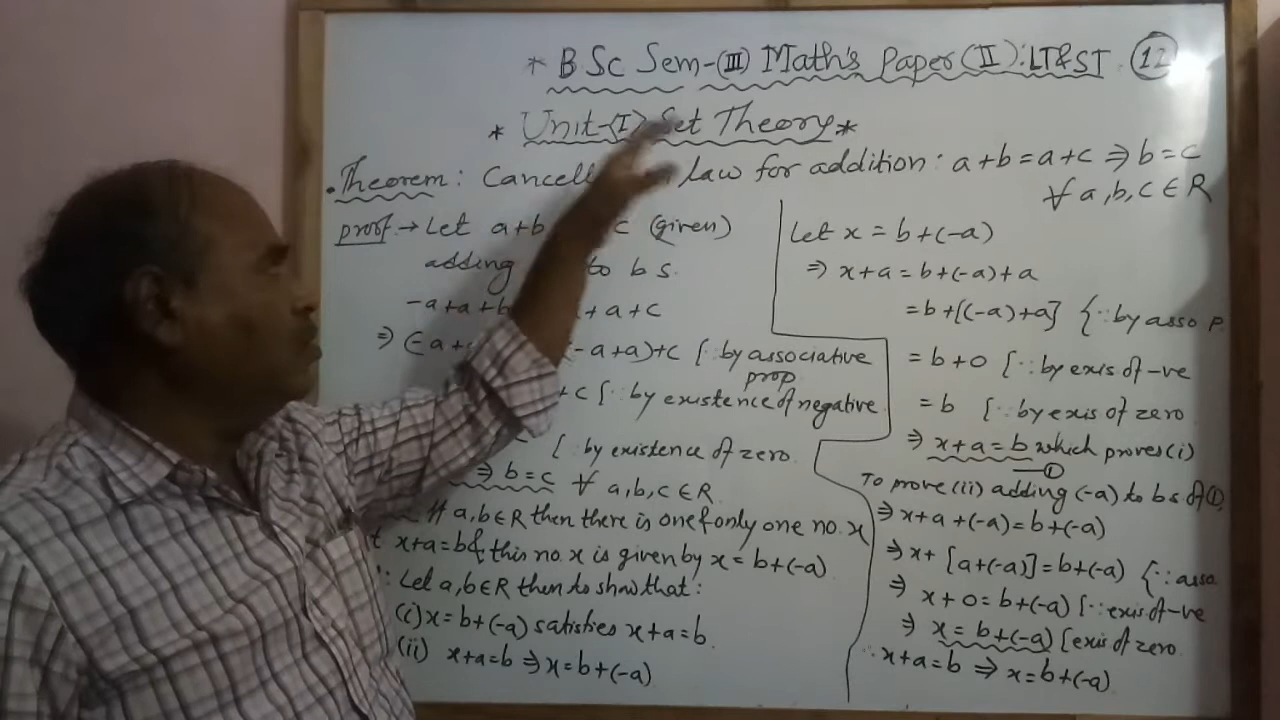 * B Sc Sem-(III) Math's Paper (II): LT&ST (12)
* Unit-(I) Set Theory *
. Theorem: Cancell law for addition: a+b=a+c ⇒ b=c
∀ a,b,c ∈ R
proof → Let a+b c (given)
adding to b s.
-a+a+b + a + c
⇒ (-a+ (-a+a)+c [∵ by associative
prop
+c [∵ by existence of negative
[ by existence of zero.
⇒ b=c ∀ a,b,c ∈ R
If a,b ∈ R then there is one & only one no. x
t x+a=b & this no. x is given by x = b+(-a)
: Let a,b ∈ R then to show that:
(i) x = b+(-a) satisfies x+a=b.
(ii) x+a=b ⇒ x=b+(-a)
Let x = b+(-a)
⇒ x+a = b+(-a)+a
= b+[(-a)+a] {∵ by asso P.
= b+0 [∵ by exis of -ve
= b [∵ by exis of zero
⇒ x+a=b which proves (i)
—①
To prove (ii) adding (-a) to b s of ①,
⇒ x+a+(-a)=b+(-a)
⇒ x+ [a+(-a)]=b+(-a) {∵ asso.
⇒ x+0=b+(-a) [∵ exis of -ve
⇒ x=b+(-a) [exis of zero
∵ x+a=b ⇒ x=b+(-a)